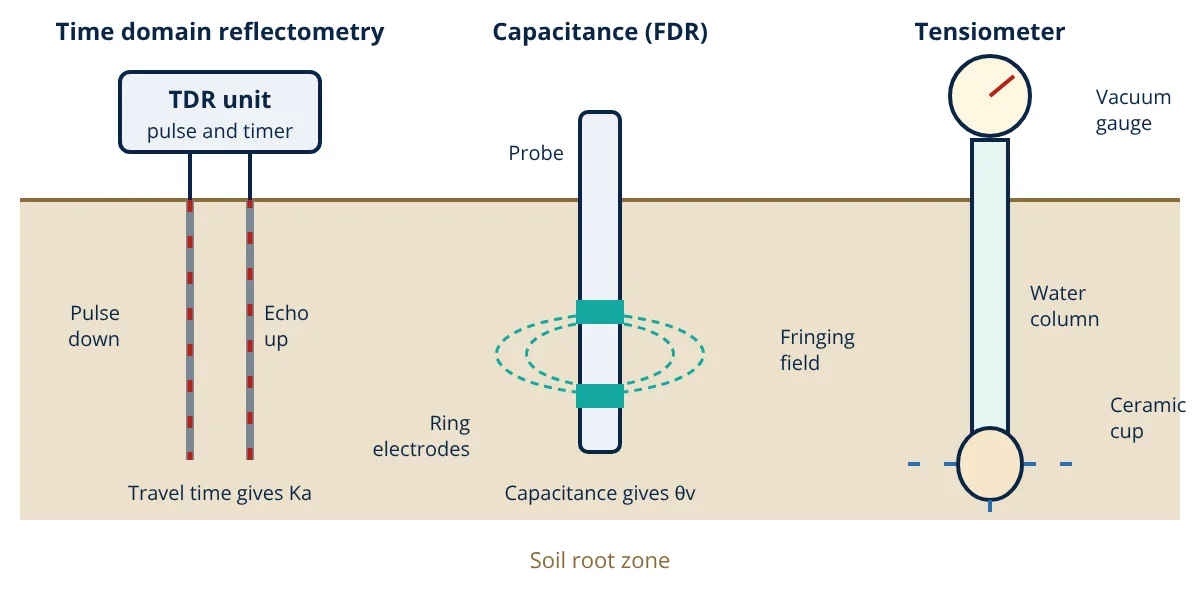 Time domain reflectometry
Capacitance (FDR)
Tensiometer
TDR unit
pulse and timer
Vacuum
gauge
Probe
Pulse
down
Echo
up
Water
column
Fringing
field
Ring
electrodes
Ceramic
cup
Travel time gives Ka
Capacitance gives θv
Soil root zone